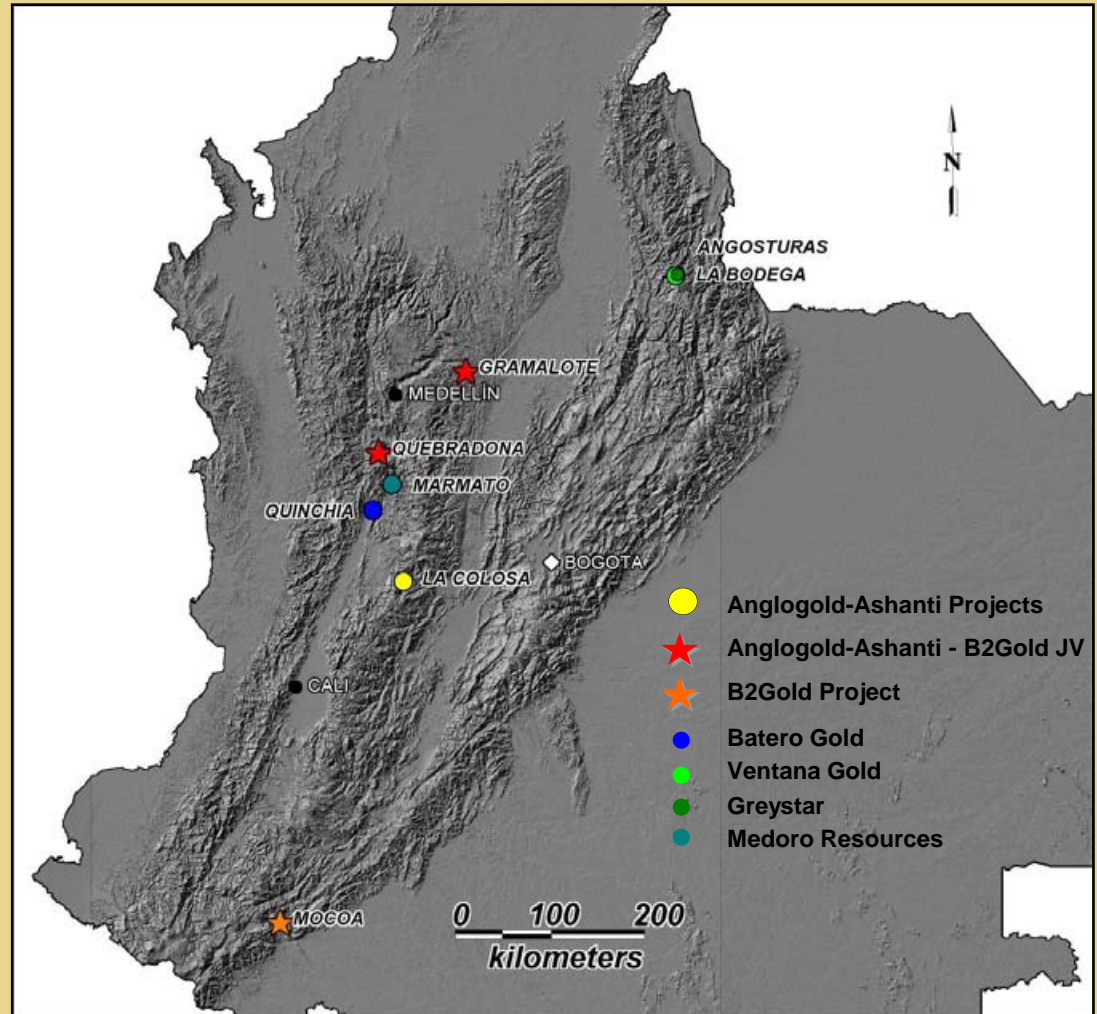 N
ANGOSTURAS
LA BODEGA
GRAMALOTE
MEDELLÍN
QUEBRADONA
MARMATO
QUINCHIA
BOGOTA
LA COLOSA
Anglogold-Ashanti Projects
Anglogold-Ashanti - B2Gold JV
CALI
B2Gold Project
Batero Gold
Ventana Gold
Greystar
Medoro Resources
MOCOA
0 100 200
kilometers